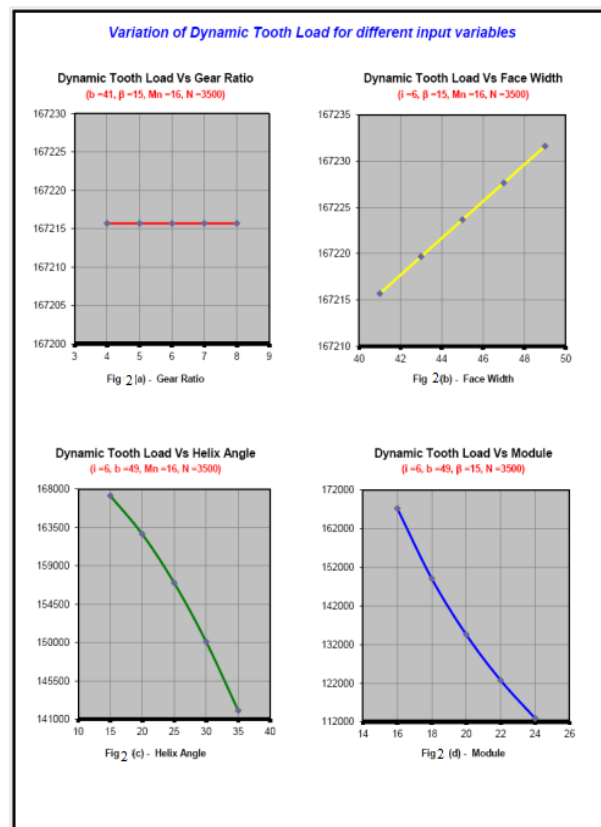 Variation of Dynamic Tooth Load for different input variables
Dynamic Tooth Load Vs Gear Ratio
(b =41, β =15, Mn =16, N =3500)
167230
167225
167220
167215
167210
167205
167200
3 4 5 6 7 8 9
Fig 2 (a) - Gear Ratio
Dynamic Tooth Load Vs Face Width
(i =6, β =15, Mn =16, N =3500)
167235
167230
167225
167220
167215
167210
40 42 44 46 48 50
Fig 2 (b) - Face Width
Dynamic Tooth Load Vs Helix Angle
(i =6, b =49, Mn =16, N =3500)
168000
163500
159000
154500
150000
145500
141000
10 15 20 25 30 35 40
Fig 2 (c) - Helix Angle
Dynamic Tooth Load Vs Module
(i =6, b =49, β =15, N =3500)
172000
162000
152000
142000
132000
122000
112000
14 16 18 20 22 24 26
Fig 2 (d) - Module